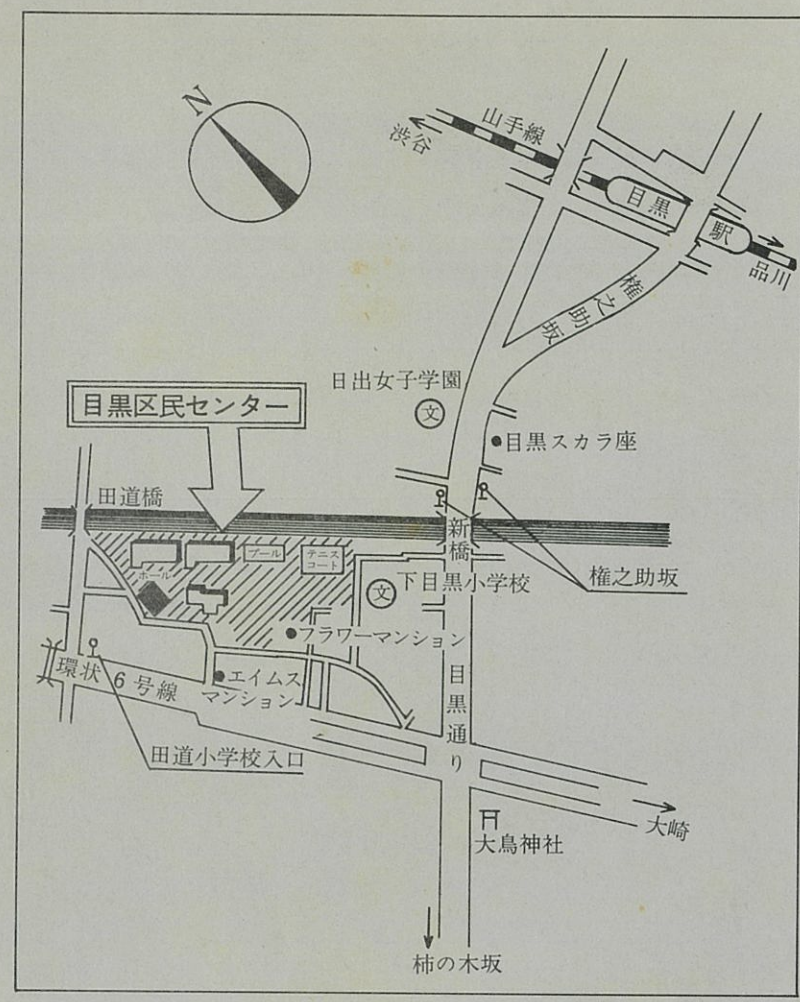 N
山手線
渋谷
目黒
駅
品川
権之助坂
日出女子学園
文
目黒区民センター
目黒スカラ座
田道橋
新橋
プール
テニス
コート
ホール
文
下目黒小学校
権之助坂
フラワーマンション
環状6号線
エイムス
マンション
目黒通り
田道小学校入口
大鳥神社
大崎
柿の木坂